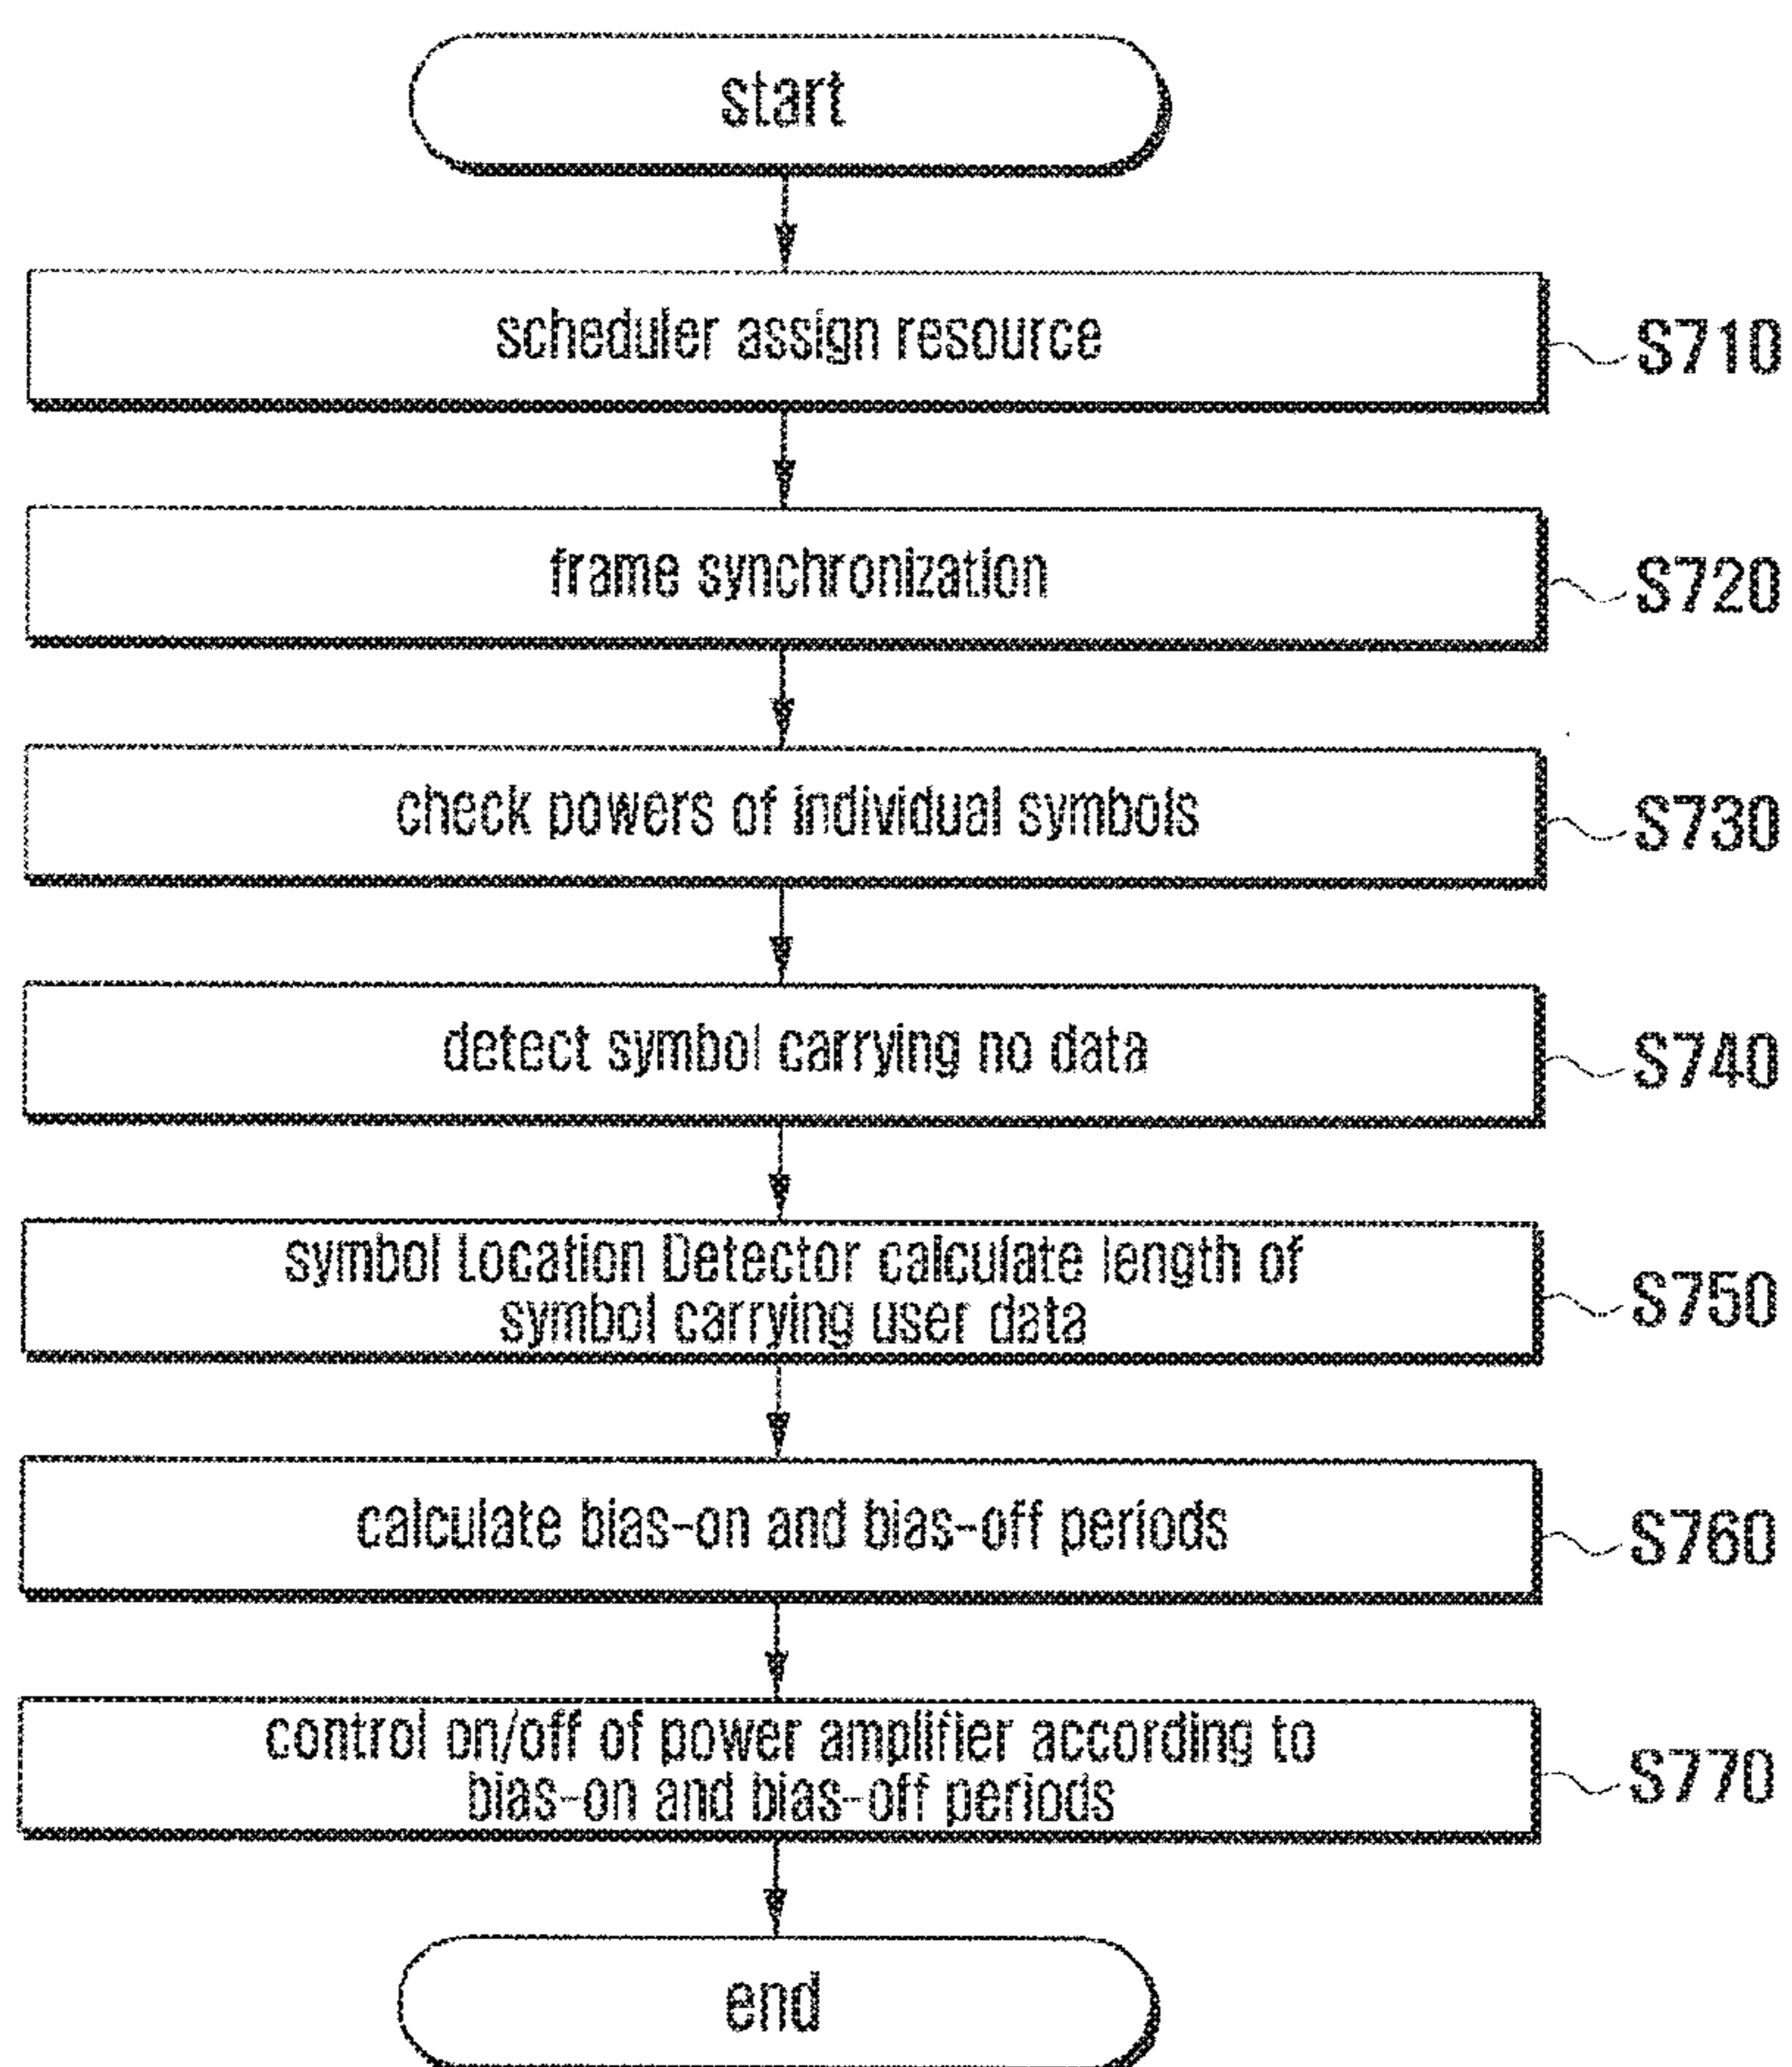 start
scheduler assign resource
S710
frame synchronization
S720
check powers of individual symbols
S730
detect symbol carrying no data
S740
symbol Location Detector calculate length of
symbol carrying user data
S750
calculate bias-on and bias-off periods
S760
control on/off of power amplifier according to
bias-on and bias-off periods
S770
end